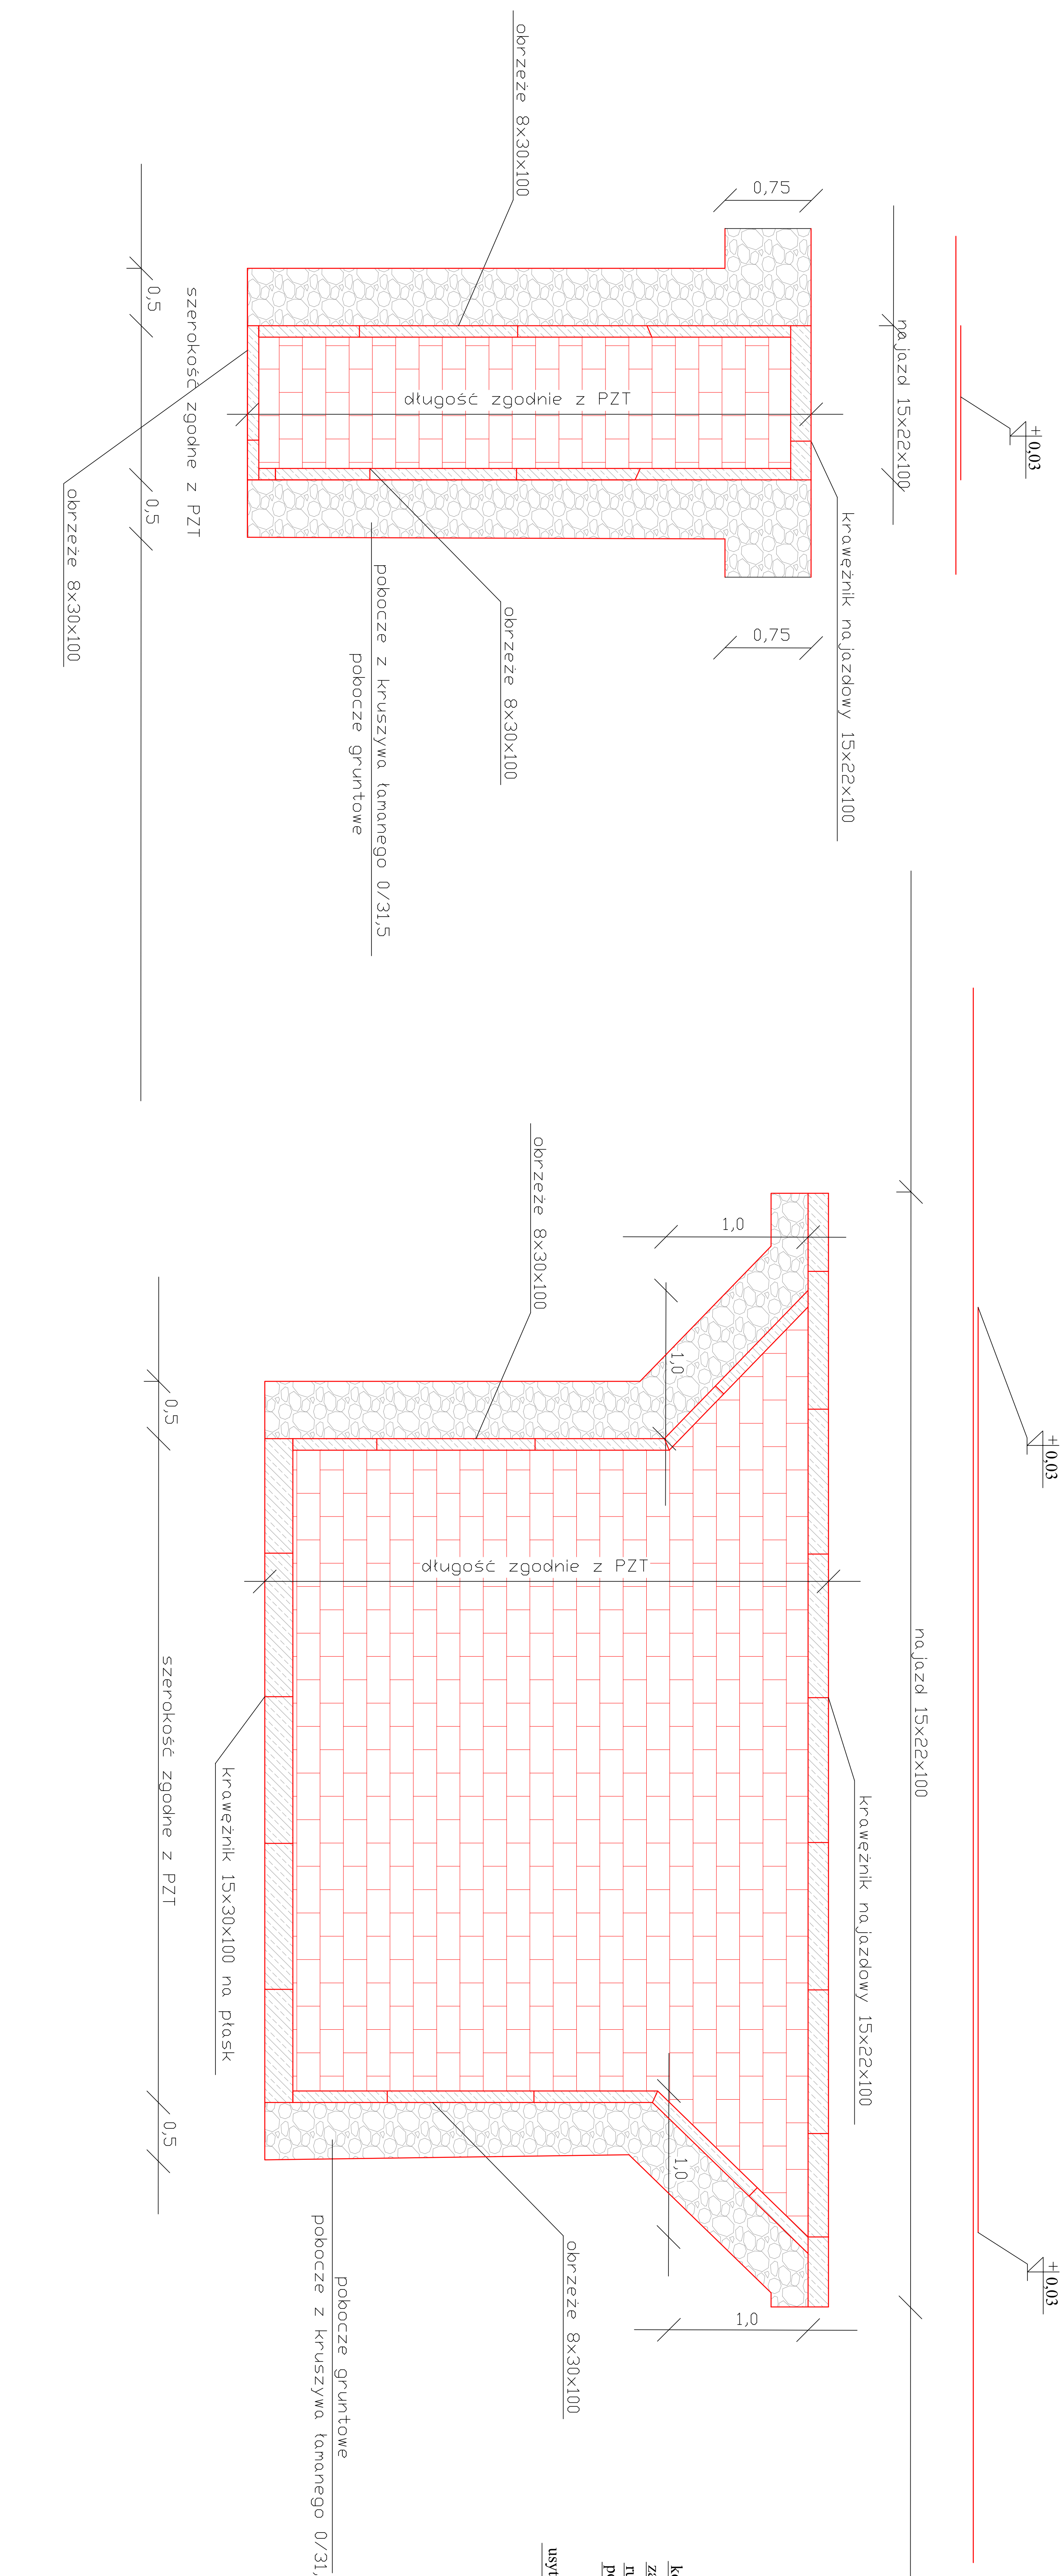 +0,03
najazd 15x22x100
krawężnik najazdowy 15x22x100
0,75
0,75
obrzeże 8x30x100
długość zgodnie z PZT
obrzeże 8x30x100
pobocze z kruszywa łamanego 0/31,5
pobocze gruntowe
szerokość zgodne z PZT
0,5
0,5
obrzeże 8x30x100
+0,03
+0,03
najazd 15x22x100
krawężnik najazdowy 15x22x100
1,0
1,0
1,0
1,0
obrzeże 8x30x100
długość zgodnie z PZT
obrzeże 8x30x100
pobocze gruntowe
pobocze z kruszywa łamanego 0/31,
krawężnik 15x30x100 na płask
szerokość zgodne z PZT
0,5
0,5